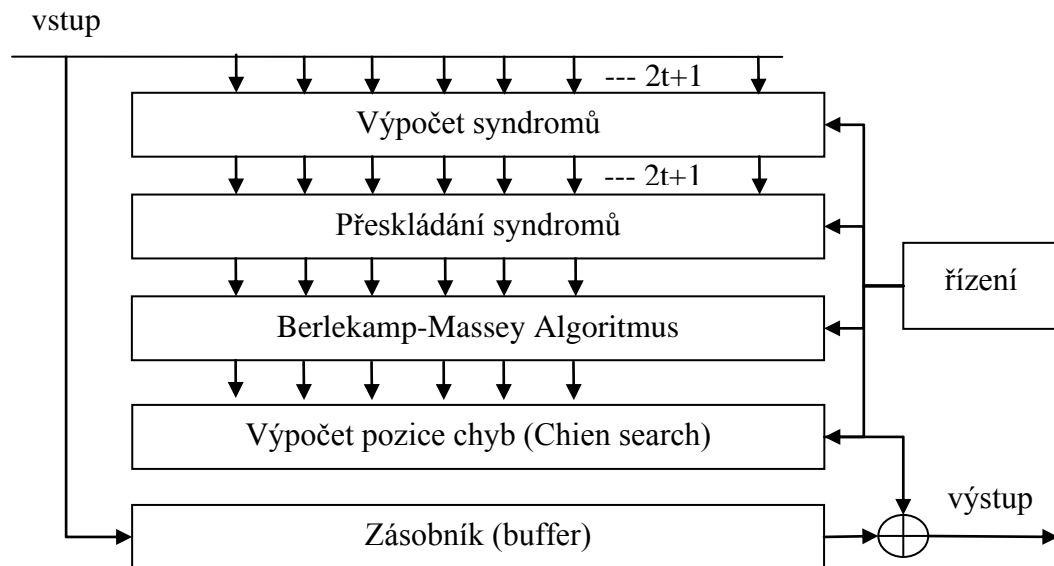 vstup
--- 2t+1
Výpočet syndromů
--- 2t+1
Přeskládání syndromů
řízení
Berlekamp-Massey Algoritmus
Výpočet pozice chyb (Chien search)
výstup
Zásobník (buffer)